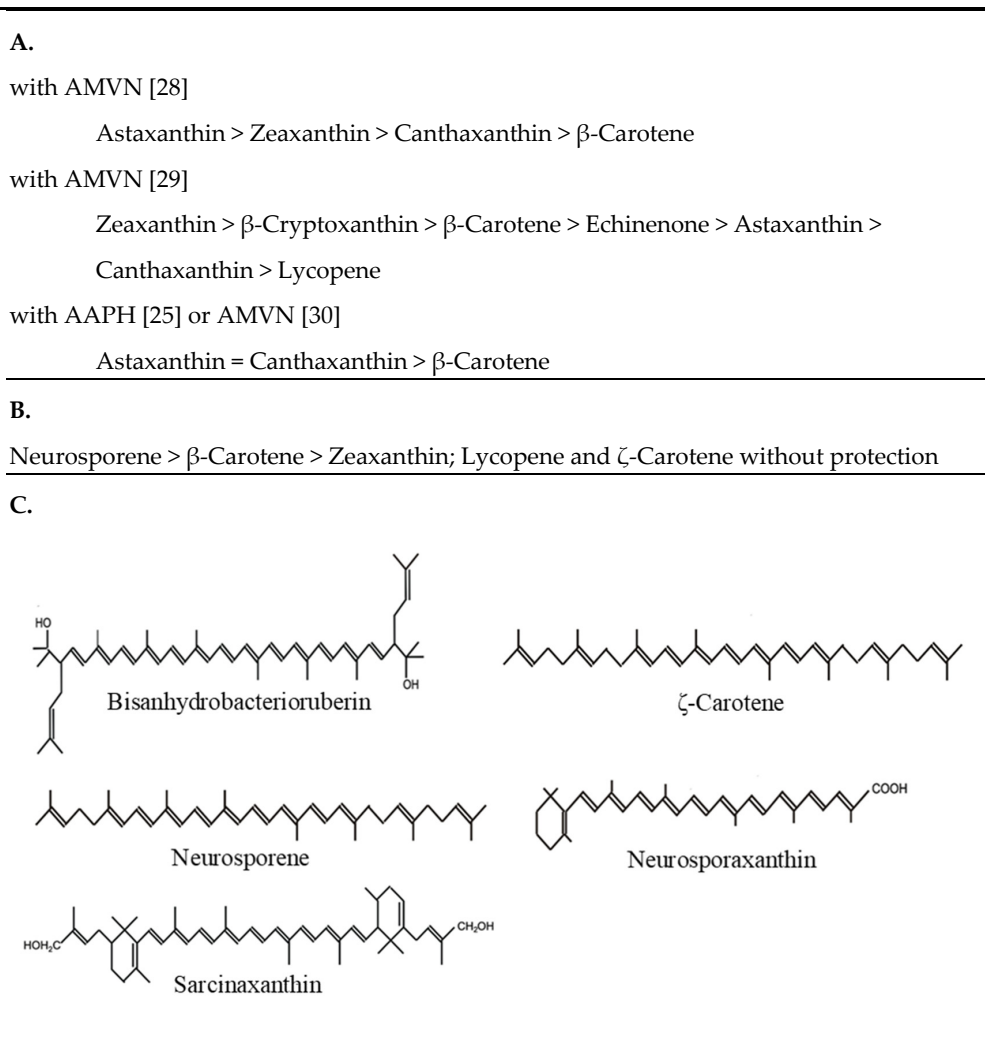 A.
with AMVN [28]
Astaxanthin > Zeaxanthin > Canthaxanthin > β-Carotene
with AMVN [29]
Zeaxanthin > β-Cryptoxanthin > β-Carotene > Echinenone > Astaxanthin >
Canthaxanthin > Lycopene
with AAPH [25] or AMVN [30]
Astaxanthin = Canthaxanthin > β-Carotene
B.
Neurosporene > β-Carotene > Zeaxanthin; Lycopene and ζ-Carotene without protection
C.
HO
OH
Bisanhydrobacterioruberin
ζ-Carotene
COOH
Neurosporene
Neurosporaxanthin
HOH₂C
CH₂OH
Sarcinaxanthin